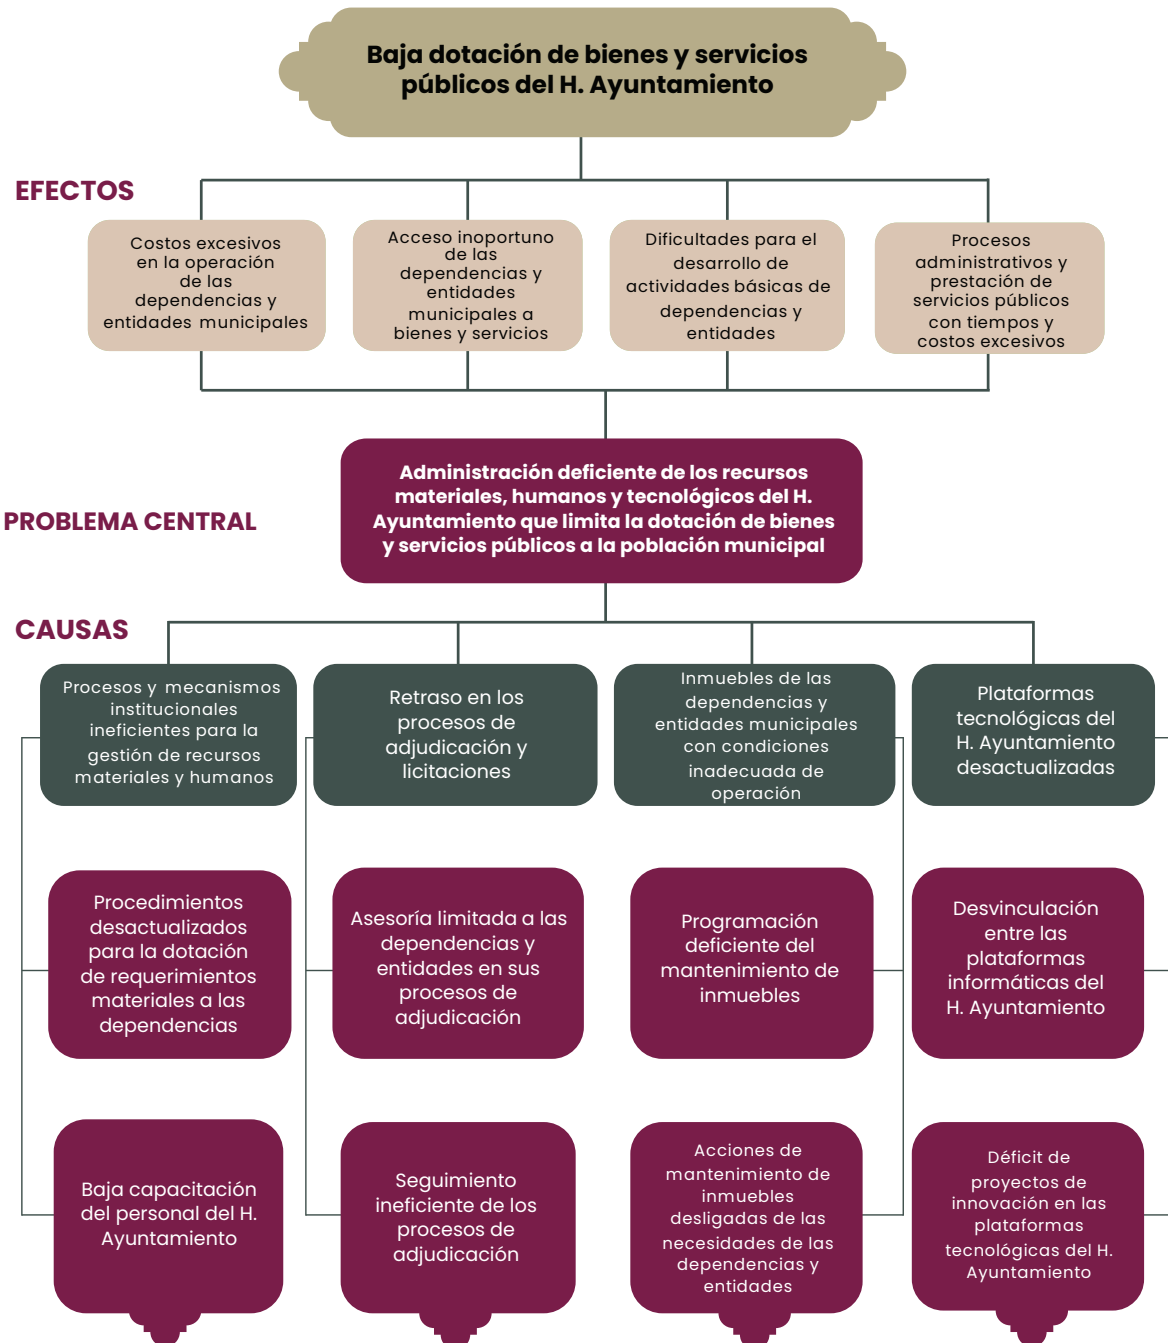 Baja dotación de bienes y servicios
públicos del H. Ayuntamiento
EFECTOS
Costos excesivos
en la operación
de las
dependencias y
entidades municipales
Acceso inoportuno
de las
dependencias y
entidades
municipales a
bienes y servicios
Dificultades para el
desarrollo de
actividades básicas de
dependencias y
entidades
Procesos
administrativos y
prestación de
servicios públicos
con tiempos y
costos excesivos
PROBLEMA CENTRAL
Administración deficiente de los recursos
materiales, humanos y tecnológicos del H.
Ayuntamiento que limita la dotación de bienes
y servicios públicos a la población municipal
CAUSAS
Procesos y mecanismos
institucionales
ineficientes para la
gestión de recursos
materiales y humanos
Retraso en los
procesos de
adjudicación y
licitaciones
Inmuebles de las
dependencias y
entidades municipales
con condiciones
inadecuada de
operación
Plataformas
tecnológicas del
H. Ayuntamiento
desactualizadas
Procedimientos
desactualizados
para la dotación
de requerimientos
materiales a las
dependencias
Asesoría limitada a las
dependencias y
entidades en sus
procesos de
adjudicación
Programación
deficiente del
mantenimiento de
inmuebles
Desvinculación
entre las
plataformas
informáticas del
H. Ayuntamiento
Baja capacitación
del personal del H.
Ayuntamiento
Seguimiento
ineficiente de los
procesos de
adjudicación
Acciones de
mantenimiento de
inmuebles
desligadas de las
necesidades de las
dependencias y
entidades
Déficit de
proyectos de
innovación en las
plataformas
tecnológicas del H.
Ayuntamiento